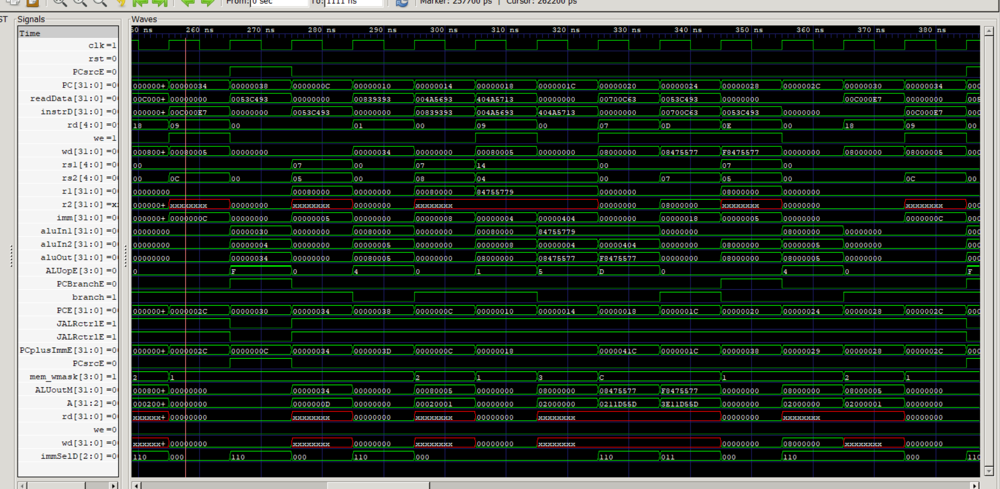 From: 0 sec To: 1111 ns Marker: 257700 ps | Cursor: 262200 ps
ST Signals Waves
Time 50 ns 260 ns 270 ns 280 ns 290 ns 300 ns 310 ns 320 ns 330 ns 340 ns 350 ns 360 ns 370 ns 380 ns
clk=1
rst=0
PCsrcE=0
PC[31:0] =0 000000+ 00000034 00000038 0000000C 00000010 00000014 00000018 0000001C 00000020 00000024 00000028 0000002C 00000030 00000034 000
readData[31:0] =0 00C000+ 00000000 0053C493 00000000 00839393 004A5693 404A5713 00000000 00700C63 0053C493 00000000 00C000E7 00000000 005
instrD[31:0] =0 000000+ 00C000E7 00000000 0053C493 00000000 00839393 004A5693 404A5713 00000000 00700C63 0053C493 00000000 00C000E7 000
rd[4:0] =0 18 09 00 01 00 09 00 07 0D 0E 00 18 09 00
we=1
wd[31:0] =0 000800+ 00080005 00000000 00000034 00000000 00080005 00000000 08000000 08475577 F8475577 00000000 08000000 08000005 000
rs1[4:0] =0 00 07 00 07 14 00 07 00
rs2[4:0] =0 00 0C 00 05 00 08 04 00 07 05 00 0C 00
r1[31:0] =0 00000000 00080000 00000000 00080000 84755779 00000000 08000000 00000000
r2[31:0] =x 000000+ xxxxxxxx 00000000 xxxxxxxx 00000000 xxxxxxxx 00000000 08000000 xxxxxxxx 00000000 xxxxxxxx 000
imm[31:0] =0 000000+ 0000000C 00000000 00000005 00000000 00000008 00000004 00000404 00000000 00000018 00000005 00000000 0000000C 000
aluIn1[31:0] =0 00000000 00000030 00000000 00080000 00000000 00080000 84755779 00000000 08000000 00000000 000
aluIn2[31:0] =0 00000000 00000004 00000000 00000005 00000000 00000008 00000004 00000404 00000000 08000000 00000005 00000000 000
aluOut[31:0] =0 00000000 00000034 00000000 00080005 00000000 08000000 08475577 F8475577 00000000 08000000 08000005 00000000 000
ALUopE[3:0] =0 0 F 0 4 0 1 5 D 0 4 0 F
PCBranchE=0
branch=1
PCE[31:0] =0 000000+ 0000002C 00000030 00000034 00000038 0000000C 00000010 00000014 00000018 0000001C 00000020 00000024 00000028 0000002C 000
JALRctrlE=1
JALRctrlE=1
PCplusImmE[31:0] =0 000000+ 0000002C 0000000C 00000034 0000003D 0000000C 00000018 0000041C 0000001C 00000038 00000029 00000028 0000002C 000
PCsrcE=0
mem_wmask[3:0] =1 2 1 2 1 3 C 1 2 1
ALUoutM[31:0] =0 000800+ 00000000 00000034 00000000 00080005 00000000 08000000 08475577 F8475577 00000000 08000000 08000005 00000000
A[31:2] =0 000200+ 00000000 0000000D 00000000 00020001 00000000 02000000 0211D55D 3E11D55D 00000000 02000000 02000001 00000000
rd[31:0] =0 xxxxxx+ 00000000 xxxxxxxx 00000000 xxxxxxxx 00000000 xxxxxxxx 00000000 xxxxxxxx 00000000
we=0
wd[31:0] =0 xxxxxx+ 00000000 xxxxxxxx 00000000 xxxxxxxx 00000000 xxxxxxxx 00000000 08000000 xxxxxxxx 00000000
immSelD[2:0] =0 110 000 110 000 110 000 110 011 000 110 000 110